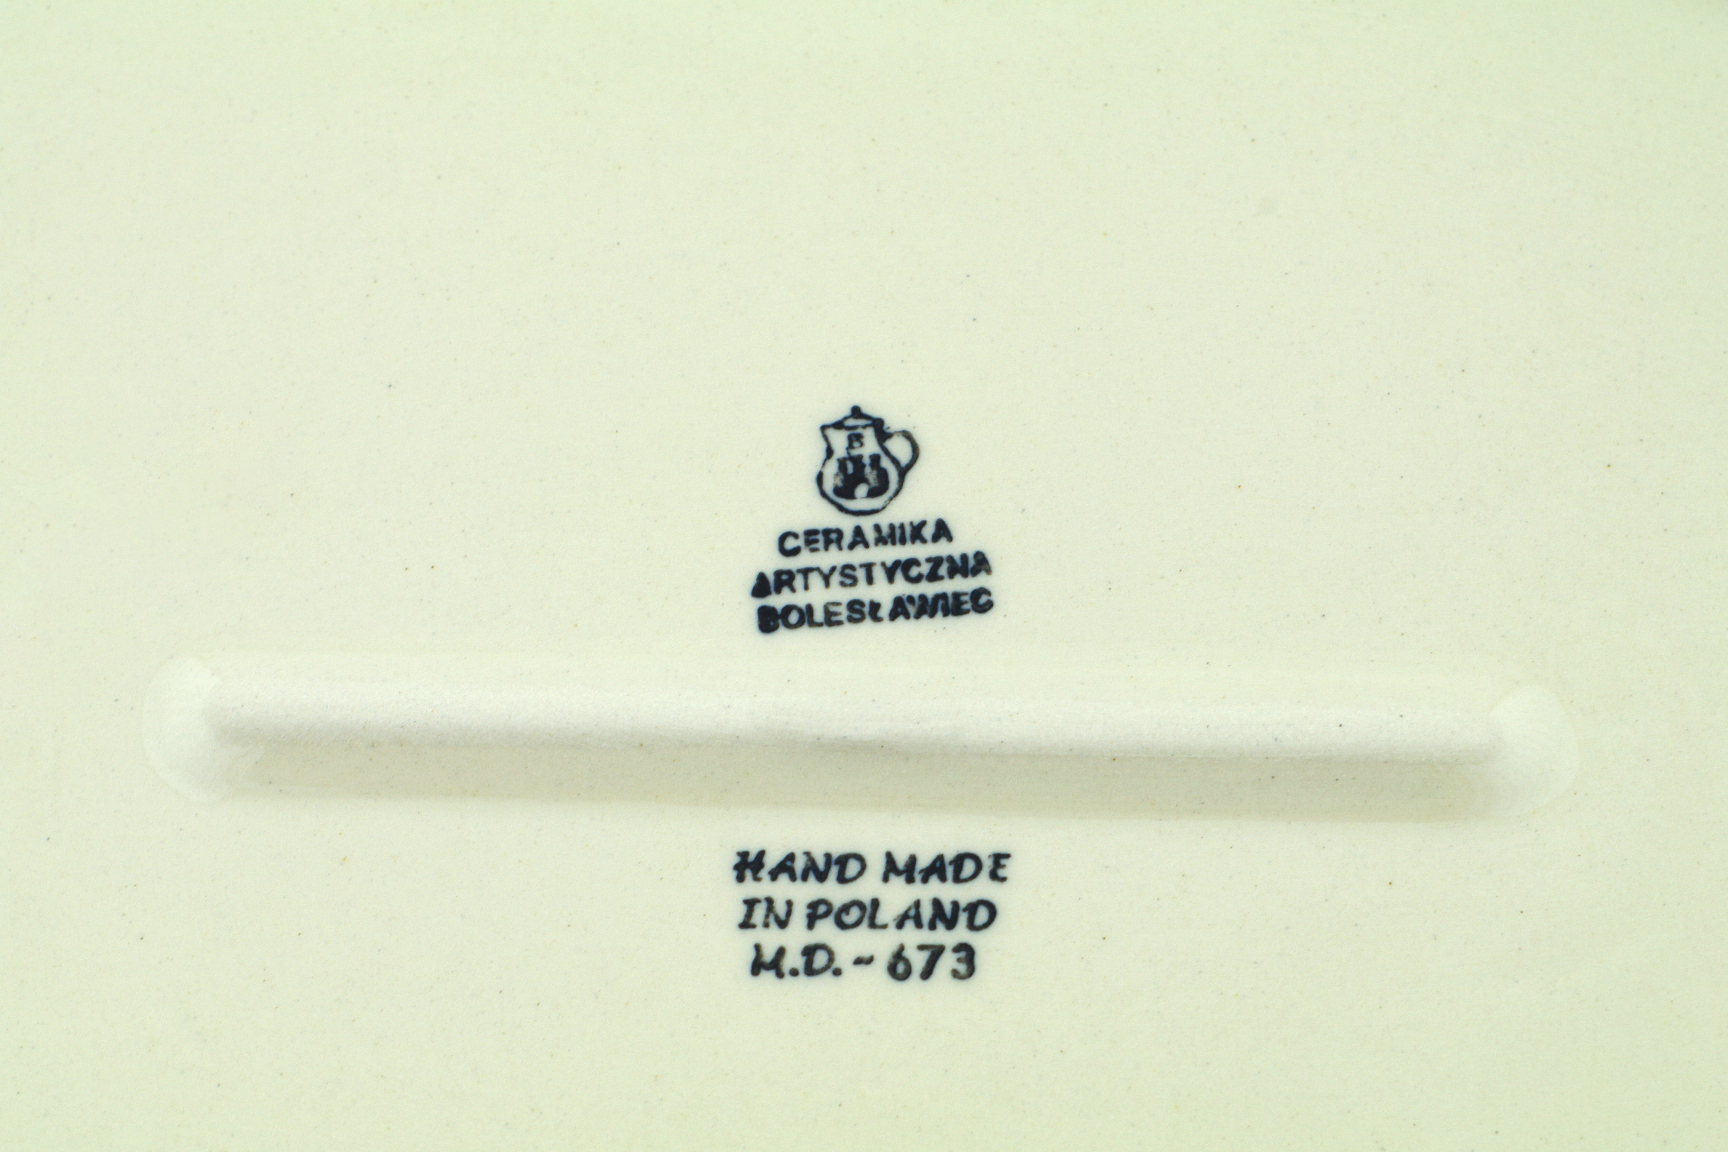 B
CERAMIKA
ARTYSTYCZNA
BOLESŁAWIEC
HAND MADE
IN POLAND
M.D.~673